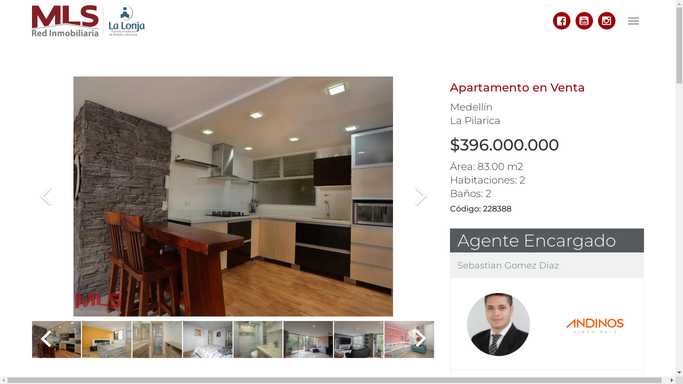 MLS
Red Inmobiliaria
La Lonja
Apartamento en Venta
Medellín
La Pilarica
$396.000.000
Área: 83.00 m2
Habitaciones: 2
Baños: 2
Código: 228388
Agente Encargado
Sebastian Gomez Diaz
ANDINOS
MLS